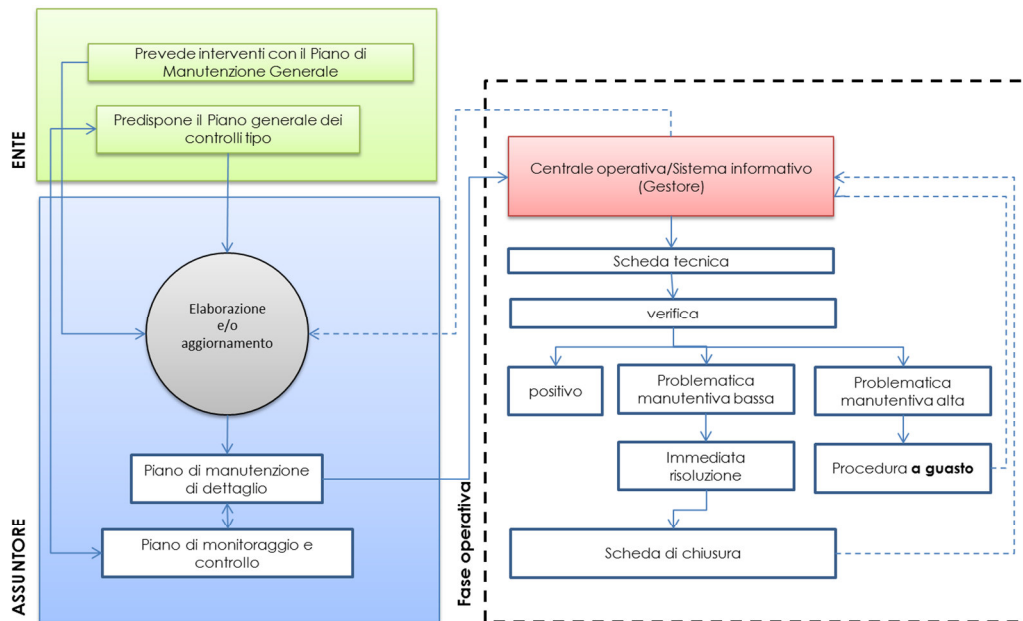 ENTE
Prevede interventi con il Piano di
Manutenzione Generale
Predispone il Piano generale dei
controlli tipo
ASSUNTORE
Elaborazione
e/o
aggiornamento
Piano di manutenzione
di dettaglio
Piano di monitoraggio e
controllo
Fase operativa
Centrale operativa/Sistema informativo
(Gestore)
Scheda tecnica
verifica
positivo
Problematica
manutentiva bassa
Problematica
manutentiva alta
Immediata
risoluzione
Procedura a guasto
Scheda di chiusura